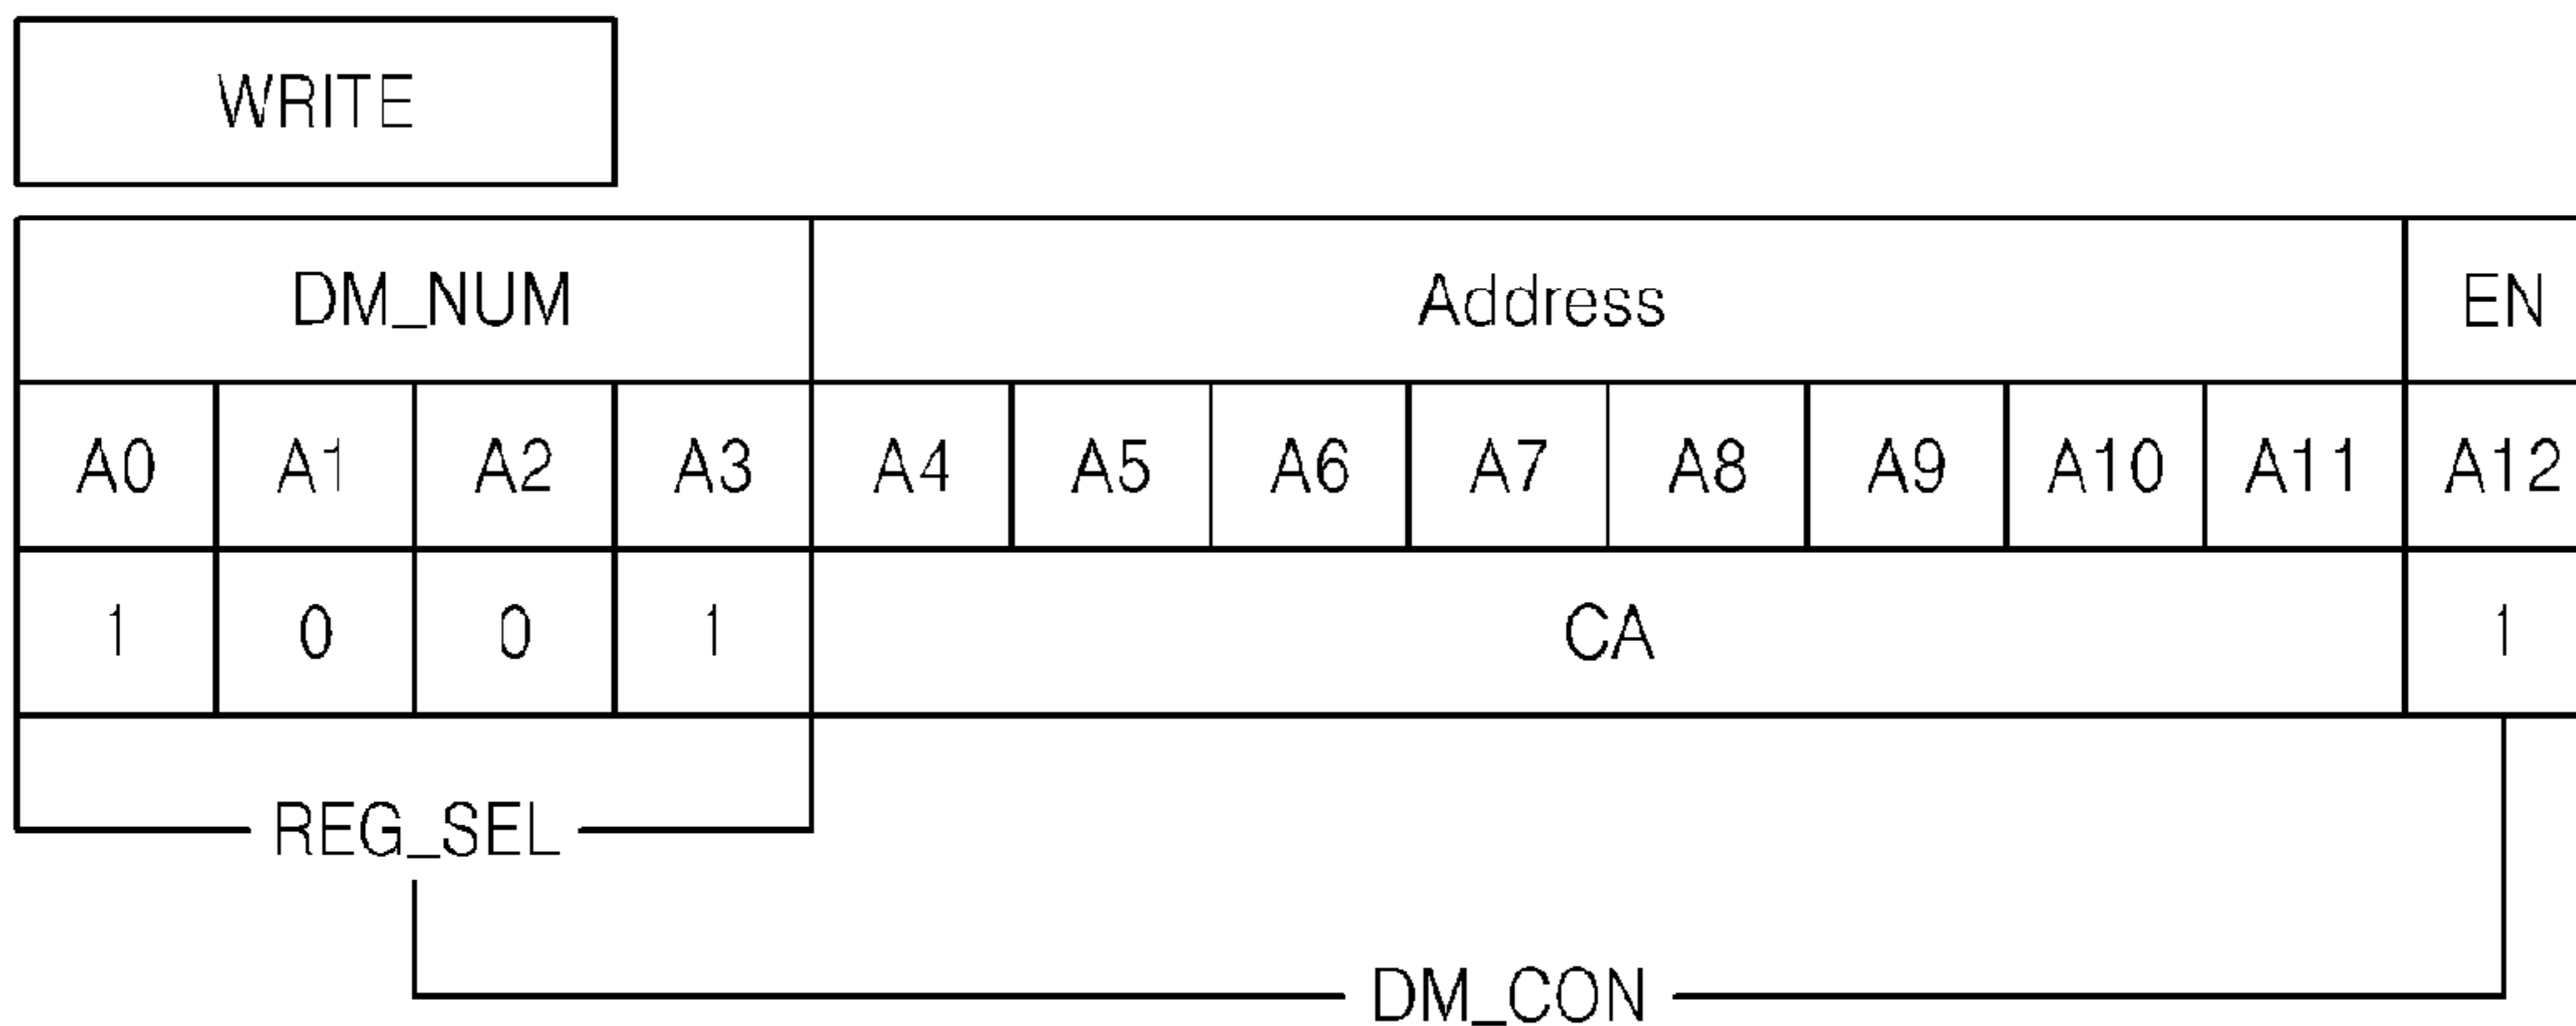 WRITE
DM_NUM Address EN
A0 A1 A2 A3 A4 A5 A6 A7 A8 A9 A10 A11 A12
1 0 0 1 CA 1
REG_SEL
DM_CON